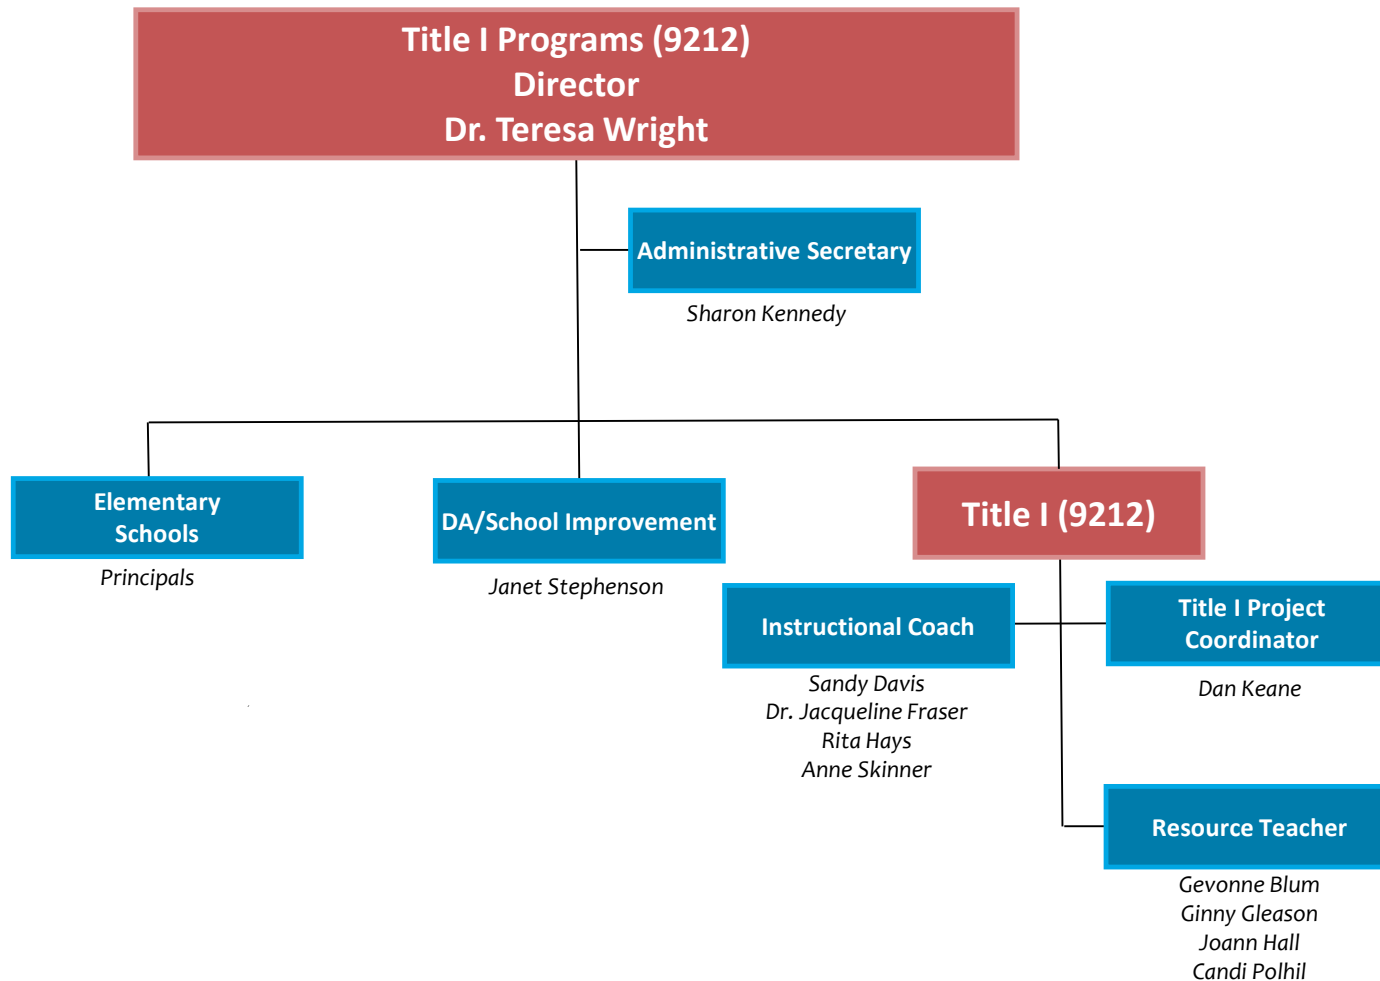 Title I Programs (9212)
Director
Dr. Teresa Wright
Administrative Secretary
Sharon Kennedy
Elementary
Schools
Principals
DA/School Improvement
Janet Stephenson
Title I (9212)
Instructional Coach
Sandy Davis
Dr. Jacqueline Fraser
Rita Hays
Anne Skinner
Title I Project
Coordinator
Dan Keane
Resource Teacher
Gevonne Blum
Ginny Gleason
Joann Hall
Candi Polhil